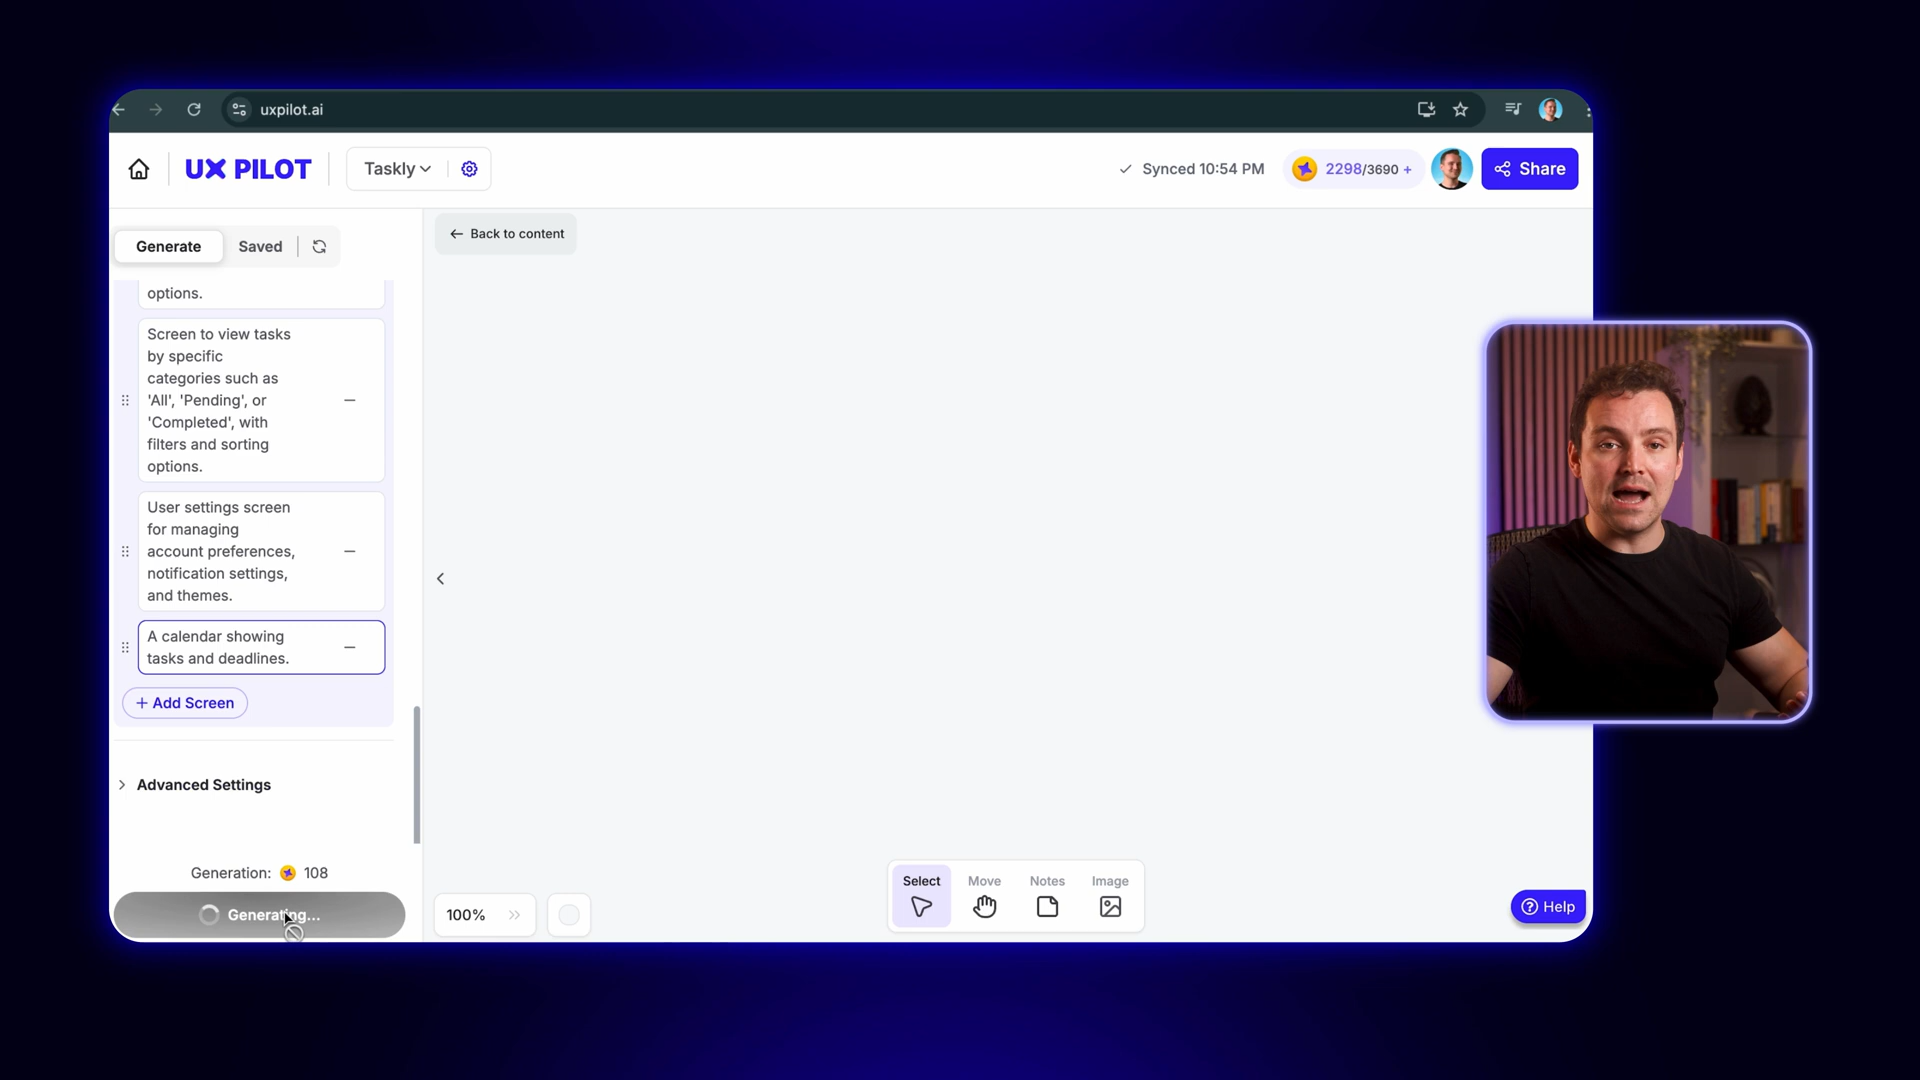 uxpilot.ai
UX PILOT
Taskly
Synced 10:54 PM
2298/3690 +
Share
Generate
Saved
Back to content
options.
Screen to view tasks
by specific
categories such as
'All', 'Pending', or
'Completed', with
filters and sorting
options.
User settings screen
for managing
account preferences,
notification settings,
and themes.
A calendar showing
tasks and deadlines.
+ Add Screen
Advanced Settings
Generation: 108
Generating...
100%
Select
Move
Notes
Image
Help